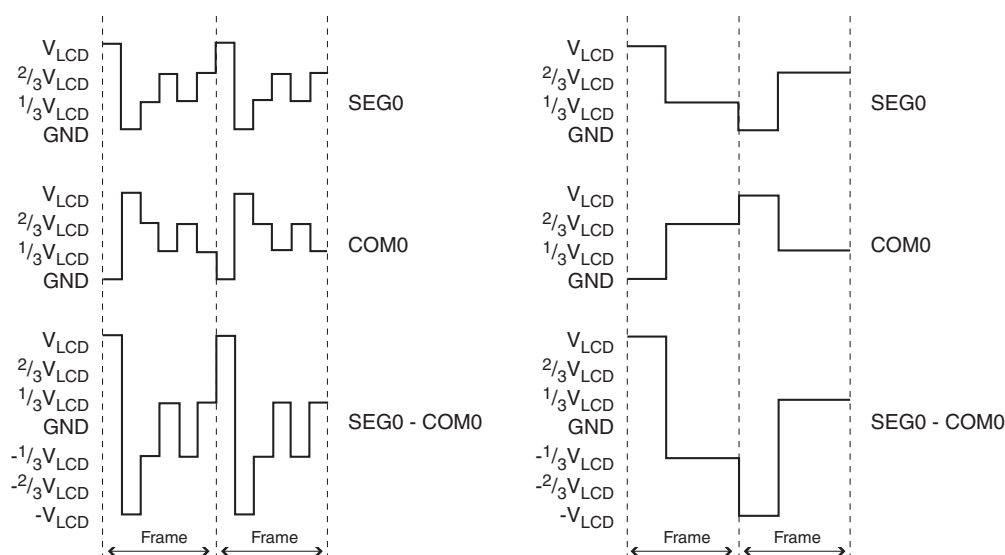 V_LCD
2/3V_LCD
1/3V_LCD
GND
SEG0
V_LCD
2/3V_LCD
1/3V_LCD
GND
COM0
V_LCD
2/3V_LCD
1/3V_LCD
GND
-1/3V_LCD
-2/3V_LCD
-V_LCD
SEG0 - COM0
Frame
Frame
V_LCD
2/3V_LCD
1/3V_LCD
GND
SEG0
V_LCD
2/3V_LCD
1/3V_LCD
GND
COM0
V_LCD
2/3V_LCD
1/3V_LCD
GND
-1/3V_LCD
-2/3V_LCD
-V_LCD
SEG0 - COM0
Frame
Frame